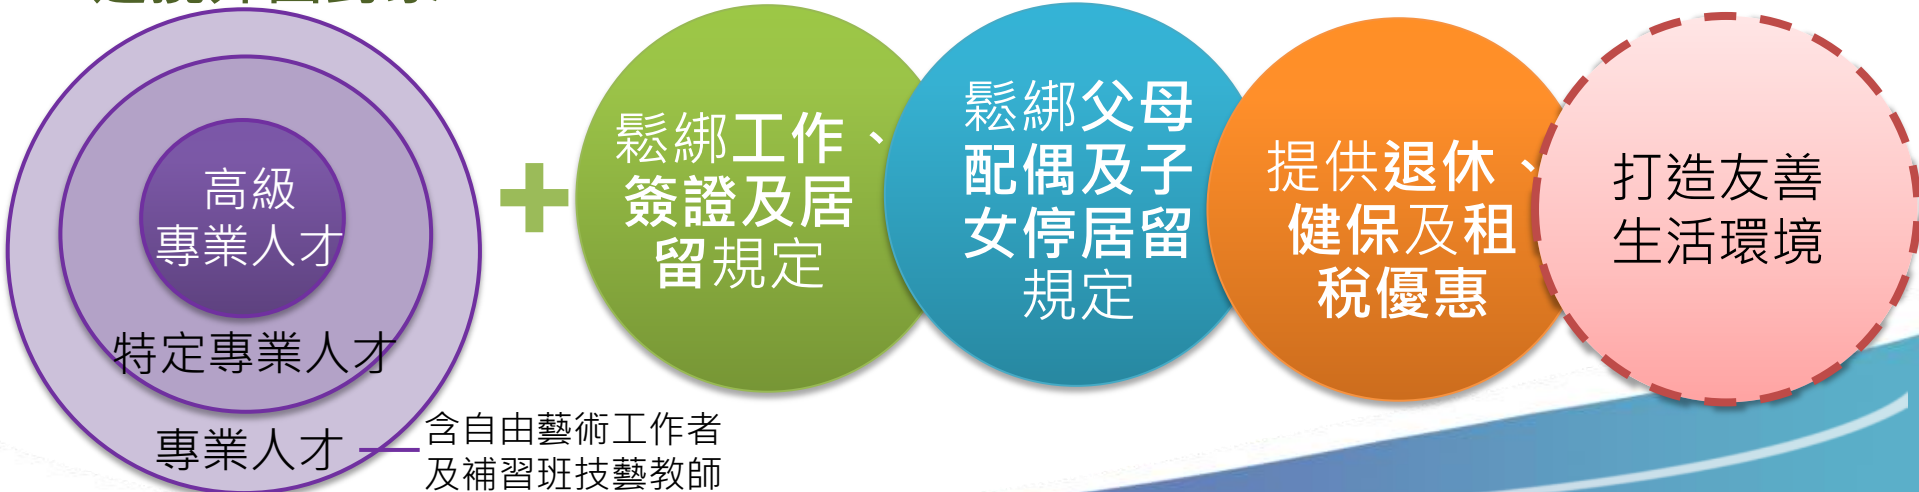 高級
專業人才
特定專業人才
專業人才
含自由藝術工作者
及補習班技藝教師
鬆綁工作、
簽證及居
留規定
鬆綁父母
配偶及子
女停居留
規定
提供退休、
健保及租
稅優惠
打造友善
生活環境